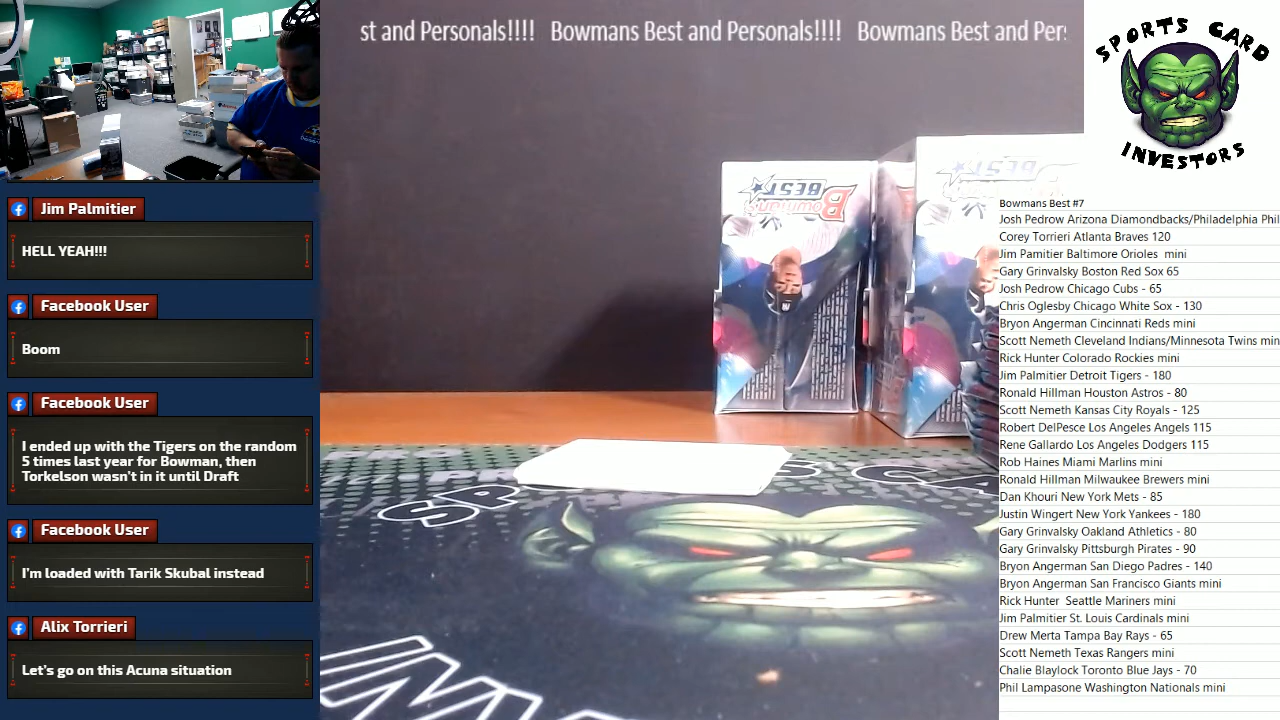 st and Personals!!!! Bowmans Best and Personals!!!! Bowmans Best and Pers
SPORTS CARD
INVESTORS
Jim Palmitier
HELL YEAH!!!
Facebook User
Boom
Facebook User
I ended up with the Tigers on the random
5 times last year for Bowman, then
Torkelson wasn't in it until Draft
Facebook User
I'm loaded with Tarik Skubal instead
Alix Torrieri
Let's go on this Acuna situation
BOWMAN'S
BEST
BOWMAN'S
BEST
SP
S CA
INV
Bowmans Best #7
Josh Pedrow Arizona Diamondbacks/Philadelphia Phil
Corey Torrieri Atlanta Braves 120
Jim Pamitier Baltimore Orioles mini
Gary Grinvalsky Boston Red Sox 65
Josh Pedrow Chicago Cubs - 65
Chris Oglesby Chicago White Sox - 130
Bryon Angerman Cincinnati Reds mini
Scott Nemeth Cleveland Indians/Minnesota Twins min
Rick Hunter Colorado Rockies mini
Jim Palmitier Detroit Tigers - 180
Ronald Hillman Houston Astros - 80
Scott Nemeth Kansas City Royals - 125
Robert DelPesce Los Angeles Angels 115
Rene Gallardo Los Angeles Dodgers 115
Rob Haines Miami Marlins mini
Ronald Hillman Milwaukee Brewers mini
Dan Khouri New York Mets - 85
Justin Wingert New York Yankees - 180
Gary Grinvalsky Oakland Athletics - 80
Gary Grinvalsky Pittsburgh Pirates - 90
Bryon Angerman San Diego Padres - 140
Bryon Angerman San Francisco Giants mini
Rick Hunter Seattle Mariners mini
Jim Palmitier St. Louis Cardinals mini
Drew Merta Tampa Bay Rays - 65
Scott Nemeth Texas Rangers mini
Chalie Blaylock Toronto Blue Jays - 70
Phil Lampasone Washington Nationals mini